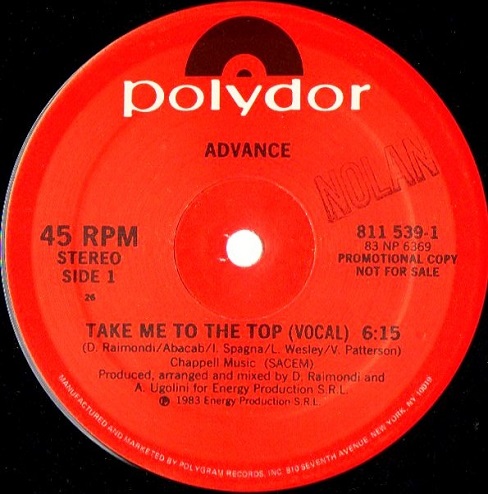 polydor
ADVANCE
NOLAN
45 RPM
STEREO
SIDE 1
26
811 539-1
83 NP 6369
PROMOTIONAL COPY
NOT FOR SALE
TAKE ME TO THE TOP (VOCAL) 6:15
(D. Raimondi/Abacab/I. Spagna/L. Wesley/V. Patterson)
Chappell Music (SACEM)
Produced, arranged and mixed by D. Raimondi and
A. Ugolini for Energy Production S.R.L.
℗ 1983 Energy Production S.R.L.
MANUFACTURED AND MARKETED BY POLYGRAM RECORDS, INC. 810 SEVENTH AVENUE, NEW YORK, N.Y. 10019